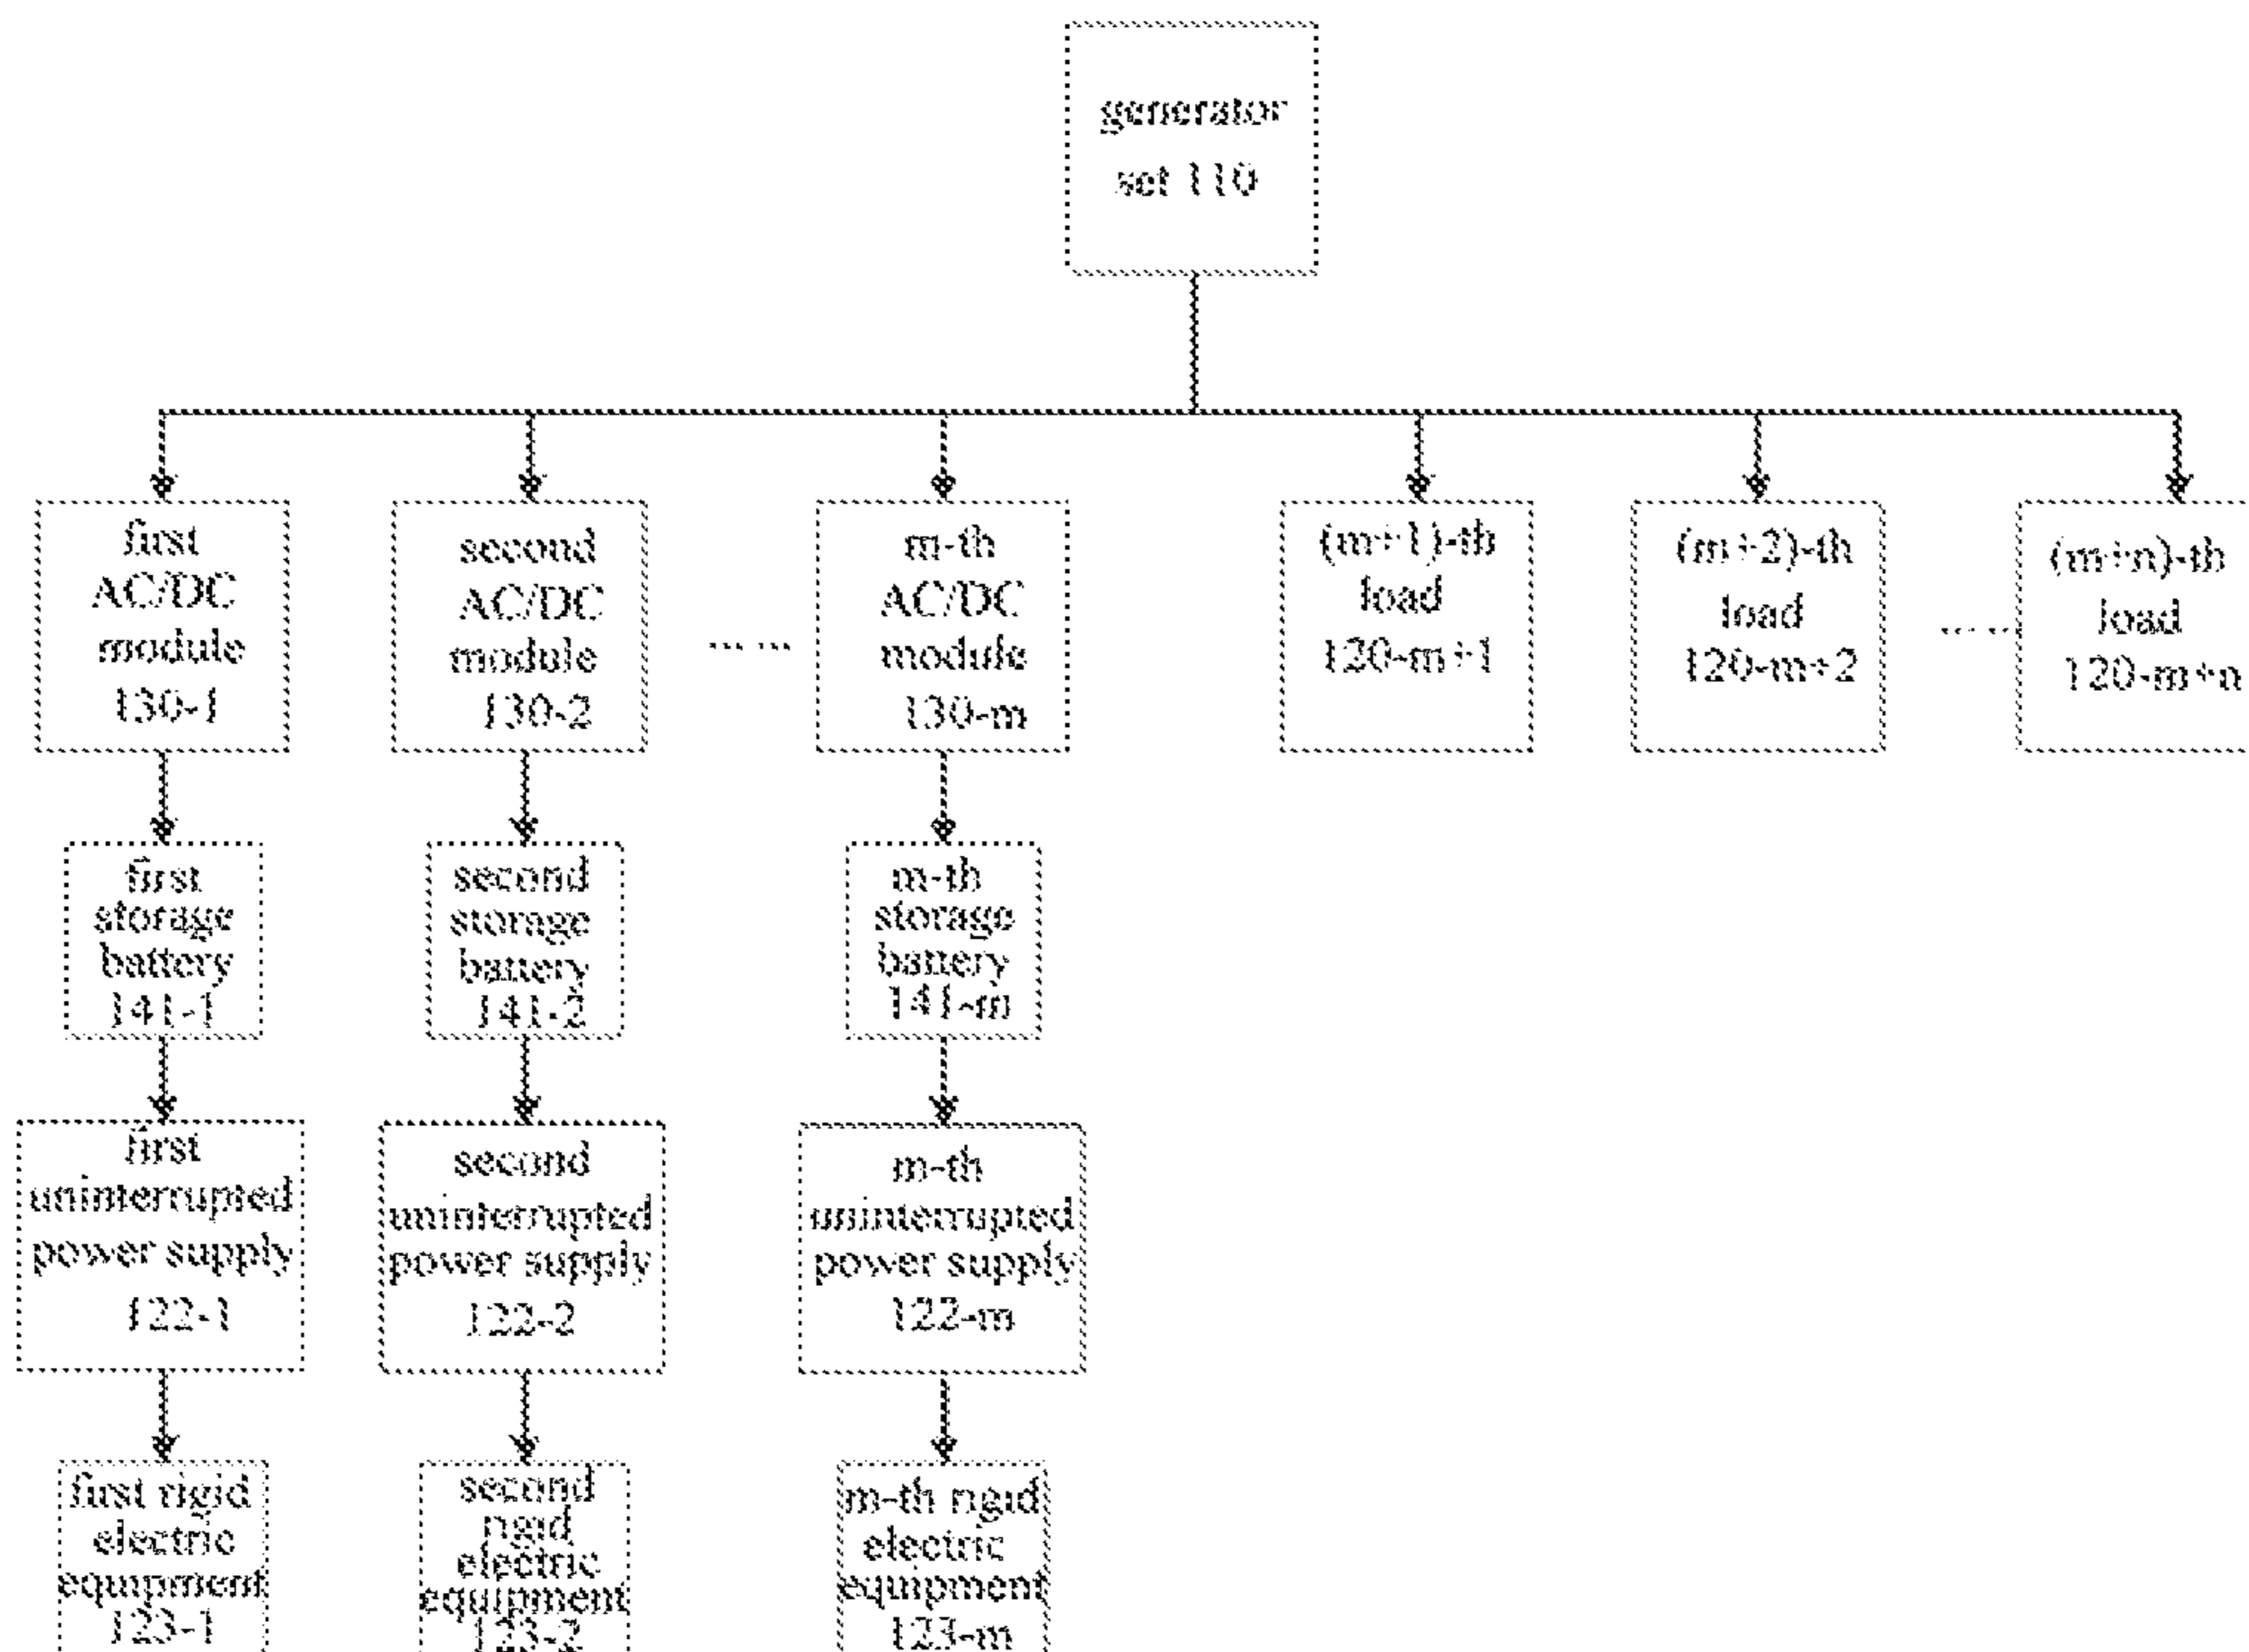 generator
set 110
first
AC/DC
module
130-1
second
AC/DC
module
130-2
...... 
m-th
AC/DC
module
130-m
(m+1)-th
load
120-m+1
(m+2)-th
load
120-m+2
......
(m+n)-th
load
120-m+n
first
storage
battery
141-1
second
storage
battery
141-2
m-th
storage
battery
141-m
first
uninterrupted
power supply
122-1
second
uninterrupted
power supply
122-2
m-th
uninterrupted
power supply
122-m
first rigid
electric
equipment
123-1
second
rigid
electric
equipment
123-2
m-th rigid
electric
equipment
123-m